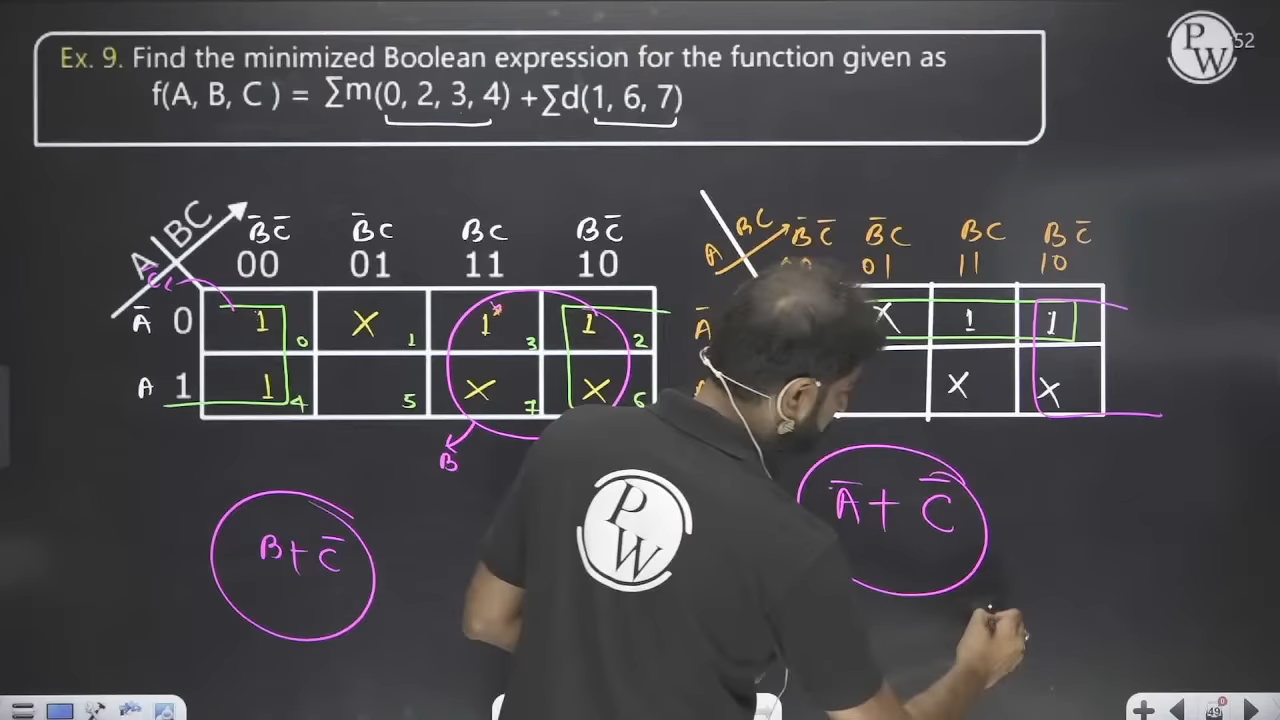 Ex. 9. Find the minimized Boolean expression for the function given as
f(A, B, C ) = ∑m(0, 2, 3, 4) +∑d(1, 6, 7)
PW
52
A BC
B̄C̄ B̄C BC BC̄
00 01 11 10
Ā 0 1 0 X 1 1 3 1 2
A 1 1 4 5 X 7 X 6
B
B + C̄
A BC
B̄C̄ B̄C BC BC̄
01 11 10
Ā X 1 1
X X
Ā + C̄
PW
49